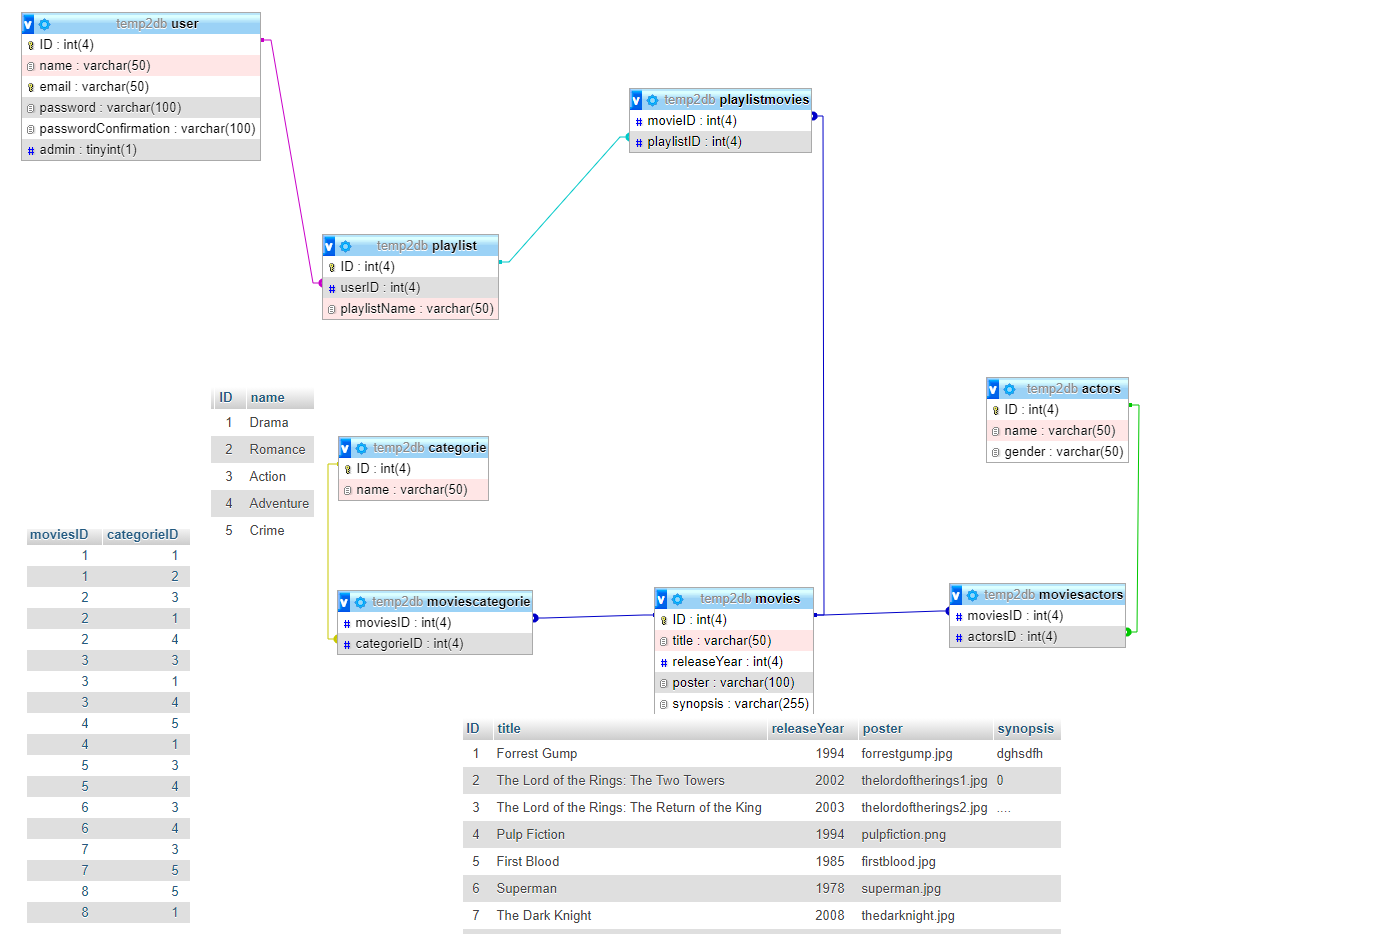 temp2db user
ID : int(4)
name : varchar(50)
email : varchar(50)
password : varchar(100)
passwordConfirmation : varchar(100)
# admin : tinyint(1)
temp2db playlistmovies
# movieID : int(4)
# playlistID : int(4)
temp2db playlist
ID : int(4)
# userID : int(4)
playlistName : varchar(50)
temp2db actors
ID : int(4)
name : varchar(50)
gender : varchar(50)
ID name
1 Drama
2 Romance
3 Action
4 Adventure
5 Crime
temp2db categorie
ID : int(4)
name : varchar(50)
moviesID categorieID
1 1
1 2
2 3
2 1
2 4
3 3
3 1
3 4
4 5
4 1
5 3
5 4
6 3
6 4
7 3
7 5
8 5
8 1
temp2db moviescategorie
# moviesID : int(4)
# categorieID : int(4)
temp2db movies
ID : int(4)
title : varchar(50)
# releaseYear : int(4)
poster : varchar(100)
synopsis : varchar(255)
temp2db moviesactors
# moviesID : int(4)
# actorsID : int(4)
ID title releaseYear poster synopsis
1 Forrest Gump 1994 forrestgump.jpg dghsdfh
2 The Lord of the Rings: The Two Towers 2002 thelordoftherings1.jpg 0
3 The Lord of the Rings: The Return of the King 2003 thelordoftherings2.jpg ....
4 Pulp Fiction 1994 pulpfiction.png
5 First Blood 1985 firstblood.jpg
6 Superman 1978 superman.jpg
7 The Dark Knight 2008 thedarknight.jpg